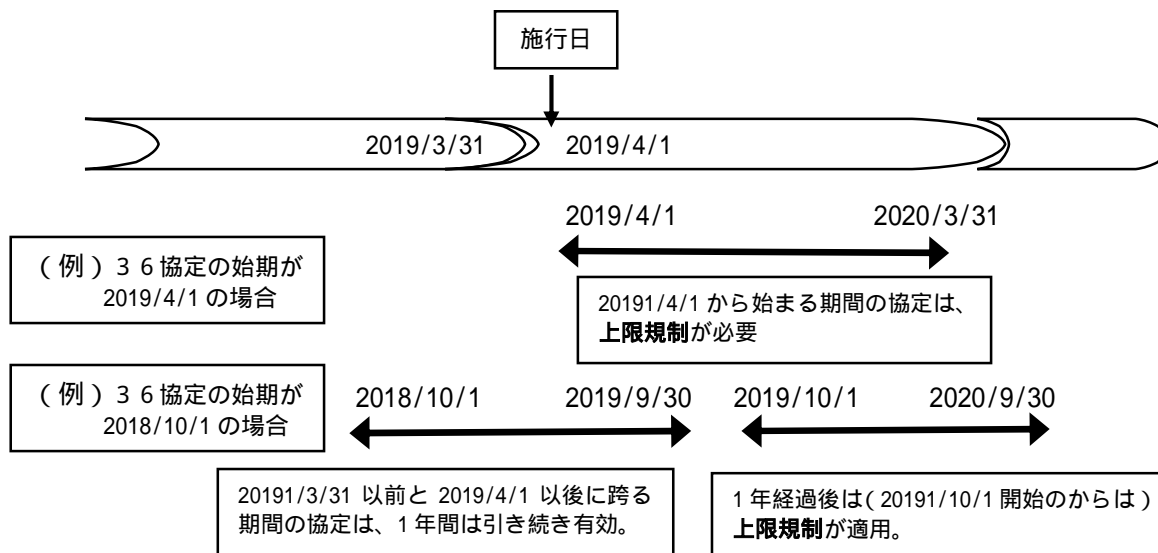 施行日
2019/3/31
2019/4/1
2019/4/1
2020/3/31
(例)36協定の始期が
2019/4/1の場合
20191/4/1から始まる期間の協定は、
上限規制が必要
(例)36協定の始期が
2018/10/1の場合
2018/10/1
2019/9/30
2019/10/1
2020/9/30
20191/3/31以前と2019/4/1以後に跨る
期間の協定は、1年間は引き続き有効。
1年経過後は(20191/10/1開始のからは)
上限規制が適用。